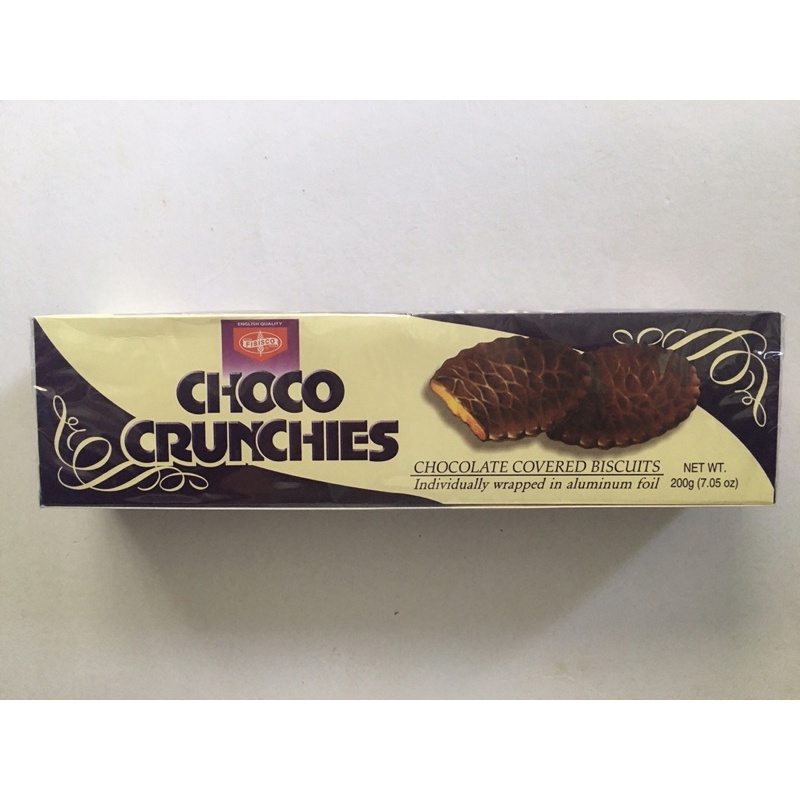 ENGLISH QUALITY
FIBISCO
CHOCO
CRUNCHIES
CHOCOLATE COVERED BISCUITS
Individually wrapped in aluminum foil
NET WT.
200g (7.05 oz)